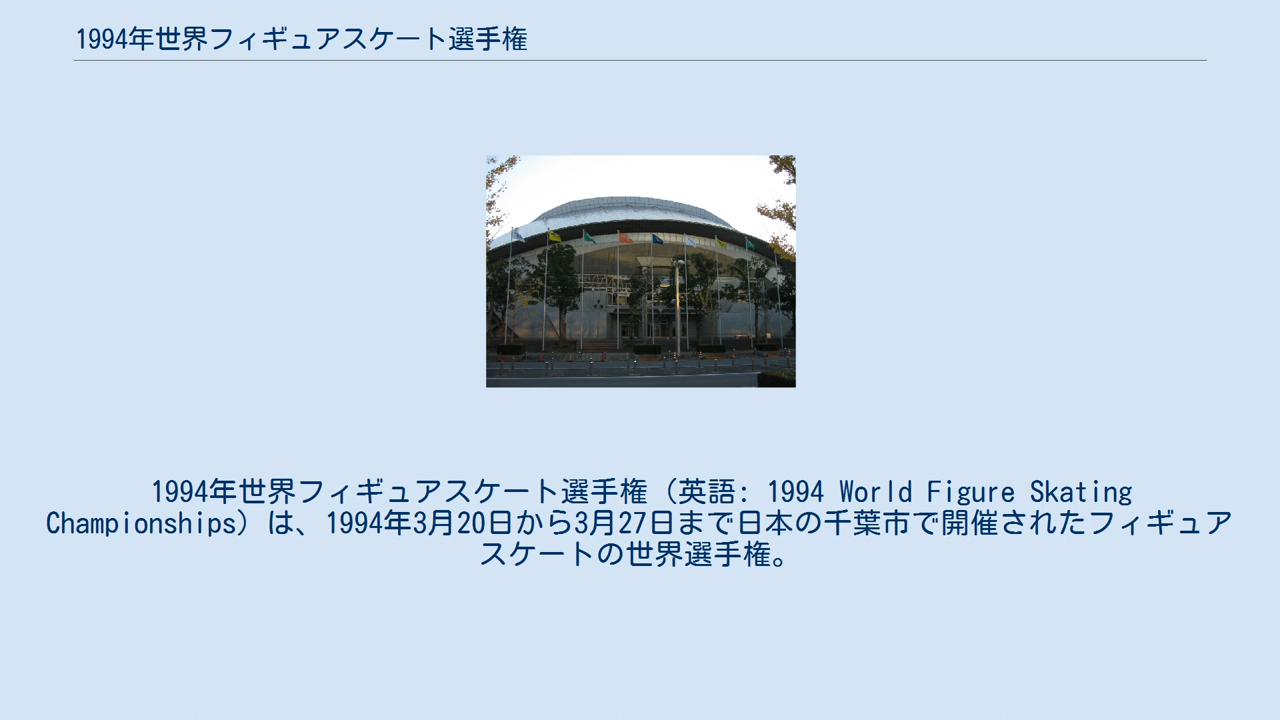 1994年世界フィギュアスケート選手権
1994年世界フィギュアスケート選手権（英語: 1994 World Figure Skating
Championships）は、1994年3月20日から3月27日まで日本の千葉市で開催されたフィギュア
スケートの世界選手権。